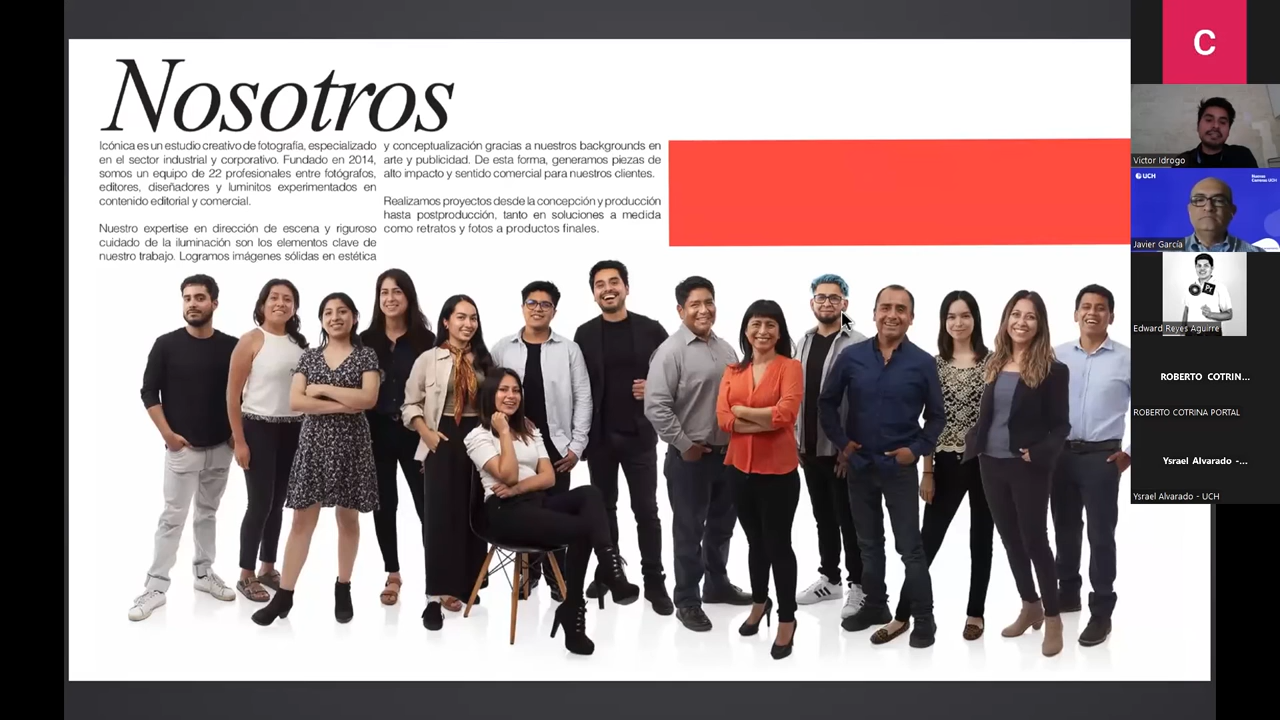 Nosotros
Icónica es un estudio creativo de fotografía, especializado
en el sector industrial y corporativo. Fundado en 2014,
somos un equipo de 22 profesionales entre fotógrafos,
editores, diseñadores y luminitos experimentados en
contenido editorial y comercial.
Nuestro expertise en dirección de escena y riguroso
cuidado de la iluminación son los elementos clave de
nuestro trabajo. Logramos imágenes sólidas en estética
y conceptualización gracias a nuestros backgrounds en
arte y publicidad. De esta forma, generamos piezas de
alto impacto y sentido comercial para nuestros clientes.
Realizamos proyectos desde la concepción y producción
hasta postproducción, tanto en soluciones a medida
como retratos y fotos a productos finales.
C
Victor Idrogo
UCH
Javier García
Pr
Edward Reyes Aguirre
ROBERTO COTRIN...
ROBERTO COTRINA PORTAL
Ysrael Alvarado -...
Ysrael Alvarado - UCH